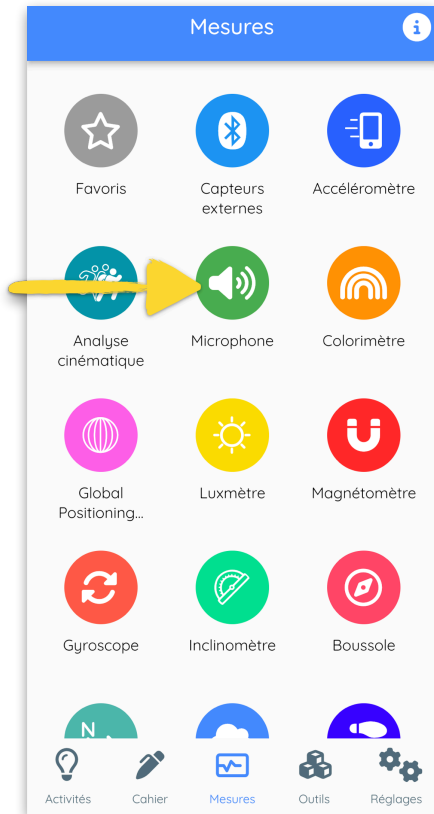 Mesures
i
Favoris
Capteurs
externes
Accéléromètre
Analyse
cinématique
Microphone
Colorimètre
Global
Positioning...
Luxmètre
Magnétomètre
Gyroscope
Inclinomètre
Boussole
N
Activités
Cahier
Mesures
Outils
Réglages